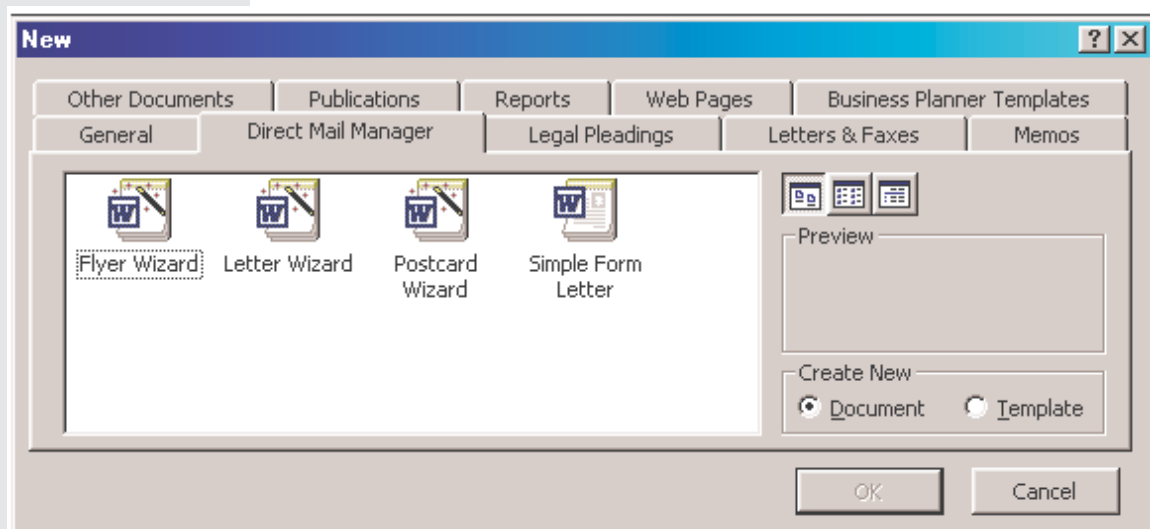 New
Other Documents Publications Reports Web Pages Business Planner Templates
General Direct Mail Manager Legal Pleadings Letters & Faxes Memos
Flyer Wizard Letter Wizard Postcard Wizard Simple Form Letter
Preview
Create New
Document Template
OK Cancel